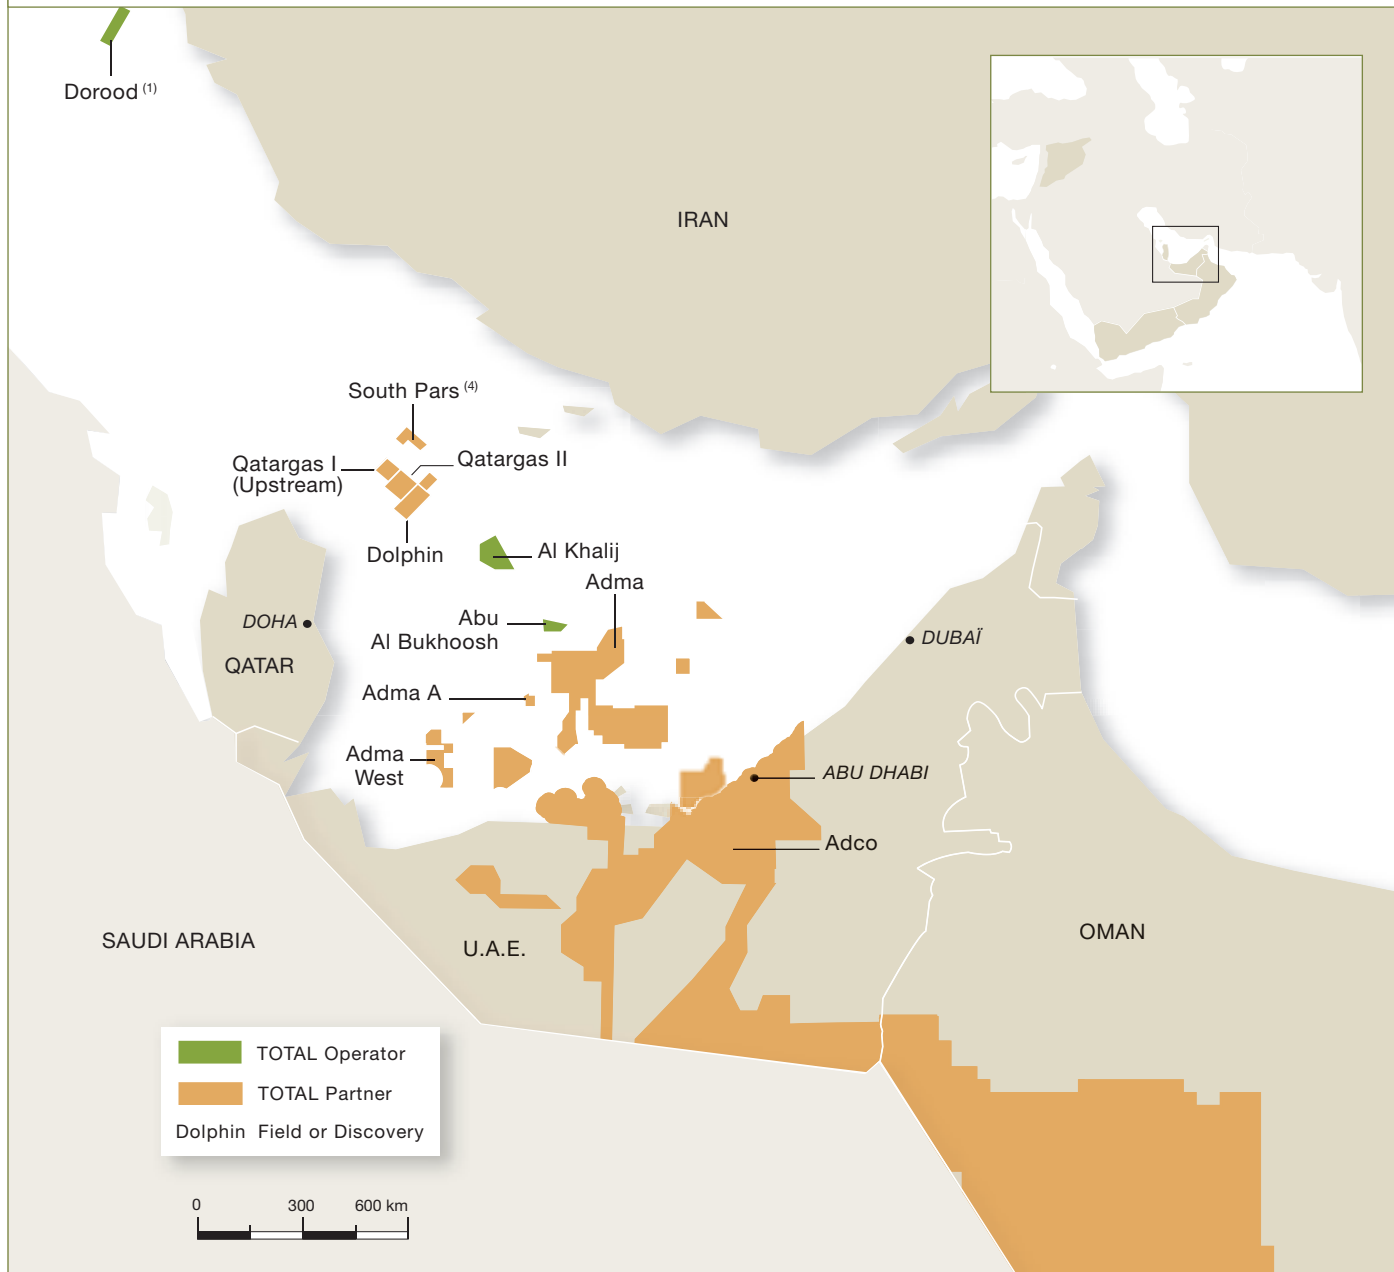 Dorood (1)
IRAN
South Pars (4)
Qatargas I
(Upstream)
Qatargas II
Dolphin
Al Khalij
Adma
Abu
Al Bukhoosh
DOHA
QATAR
DUBAÏ
Adma A
Adma
West
ABU DHABI
Adco
SAUDI ARABIA
U.A.E.
OMAN
TOTAL Operator
TOTAL Partner
Dolphin Field or Discovery
0 300 600 km